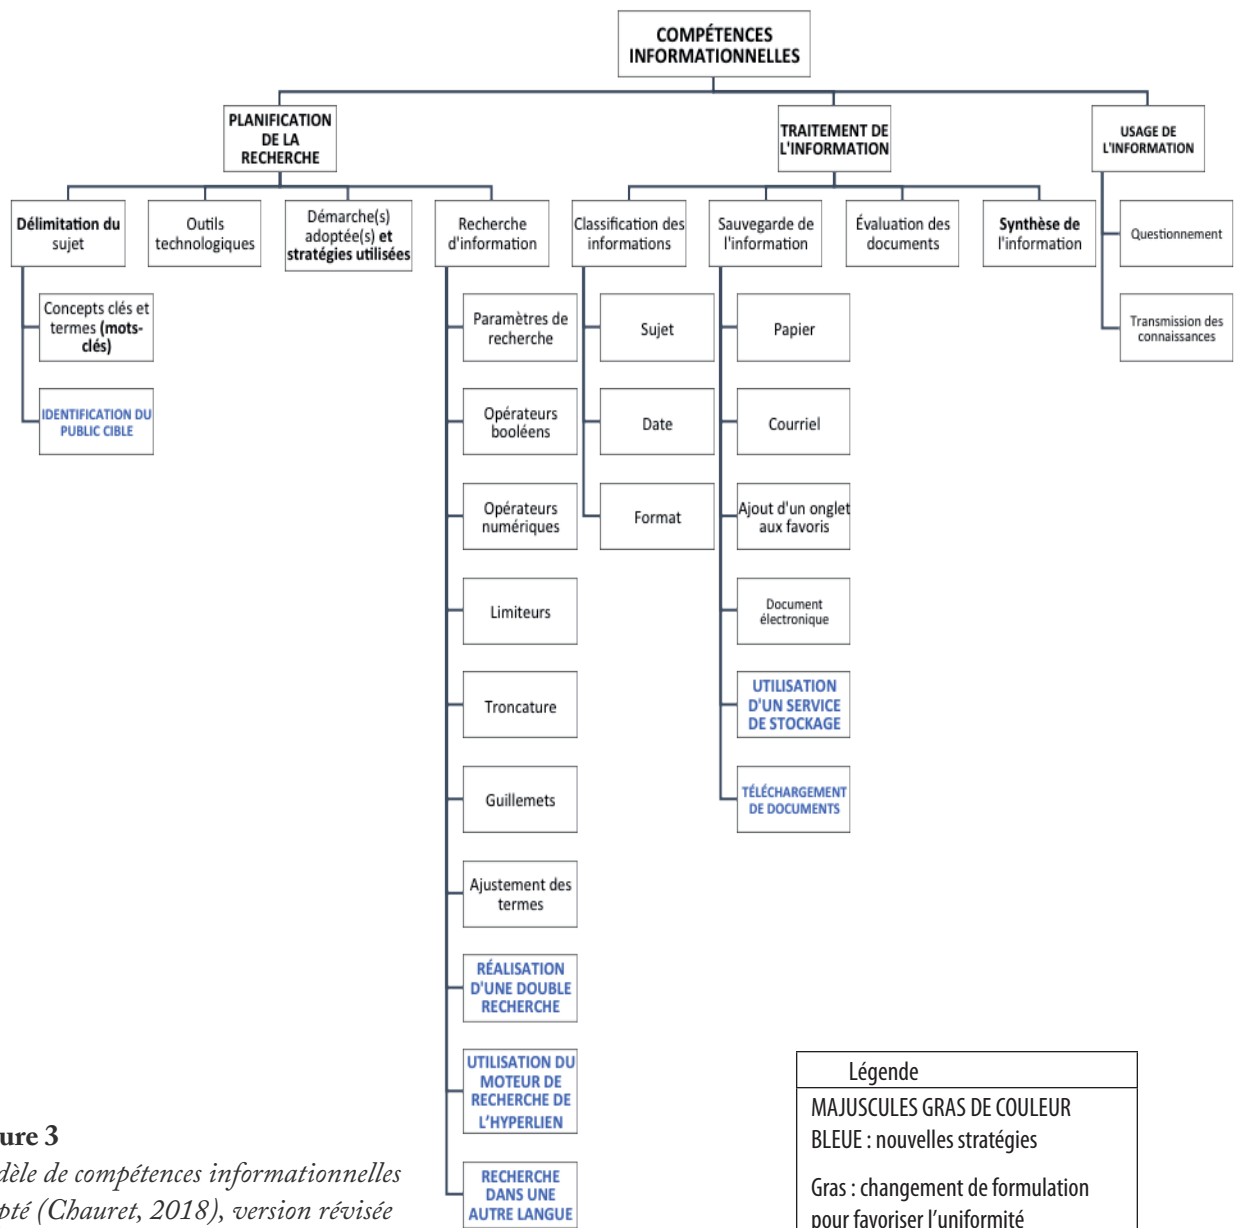 COMPÉTENCES
INFORMATIONNELLES
PLANIFICATION
DE LA
RECHERCHE
TRAITEMENT DE
L'INFORMATION
USAGE DE
L'INFORMATION
Délimitation du
sujet
Outils
technologiques
Démarche(s)
adoptée(s) et
stratégies utilisées
Recherche
d'information
Classification des
informations
Sauvegarde de
l'information
Évaluation des
documents
Synthèse de
l'information
Questionnement
Transmission des
connaissances
Concepts clés et
termes (mots-
clés)
IDENTIFICATION DU
PUBLIC CIBLE
Paramètres de
recherche
Opérateurs
booléens
Opérateurs
numériques
Limiteurs
Troncature
Guillemets
Ajustement des
termes
RÉALISATION
D'UNE DOUBLE
RECHERCHE
UTILISATION DU
MOTEUR DE
RECHERCHE DE
L’HYPERLIEN
RECHERCHE
DANS UNE
AUTRE LANGUE
Sujet
Date
Format
Papier
Courriel
Ajout d'un onglet
aux favoris
Document
électronique
UTILISATION
D'UN SERVICE
DE STOCKAGE
TÉLÉCHARGEMENT
DE DOCUMENTS
Légende
MAJUSCULES GRAS DE COULEUR
BLEUE : nouvelles stratégies
Gras : changement de formulation
pour favoriser l’uniformité
ure 3
dèle de compétences informationnelles
pté (Chauret, 2018), version révisée